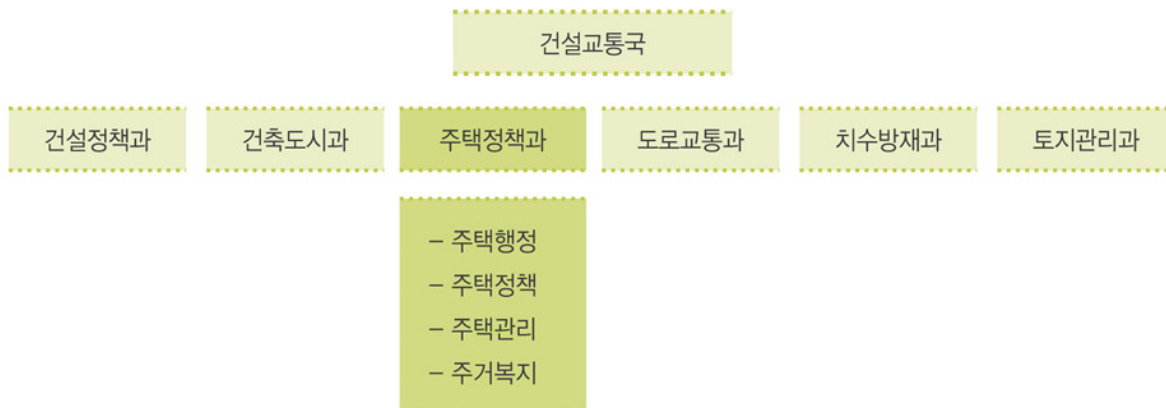 건설교통국
건설정책과 건축도시과 주택정책과 도로교통과 치수방재과 토지관리과
– 주택행정
– 주택정책
– 주택관리
– 주거복지